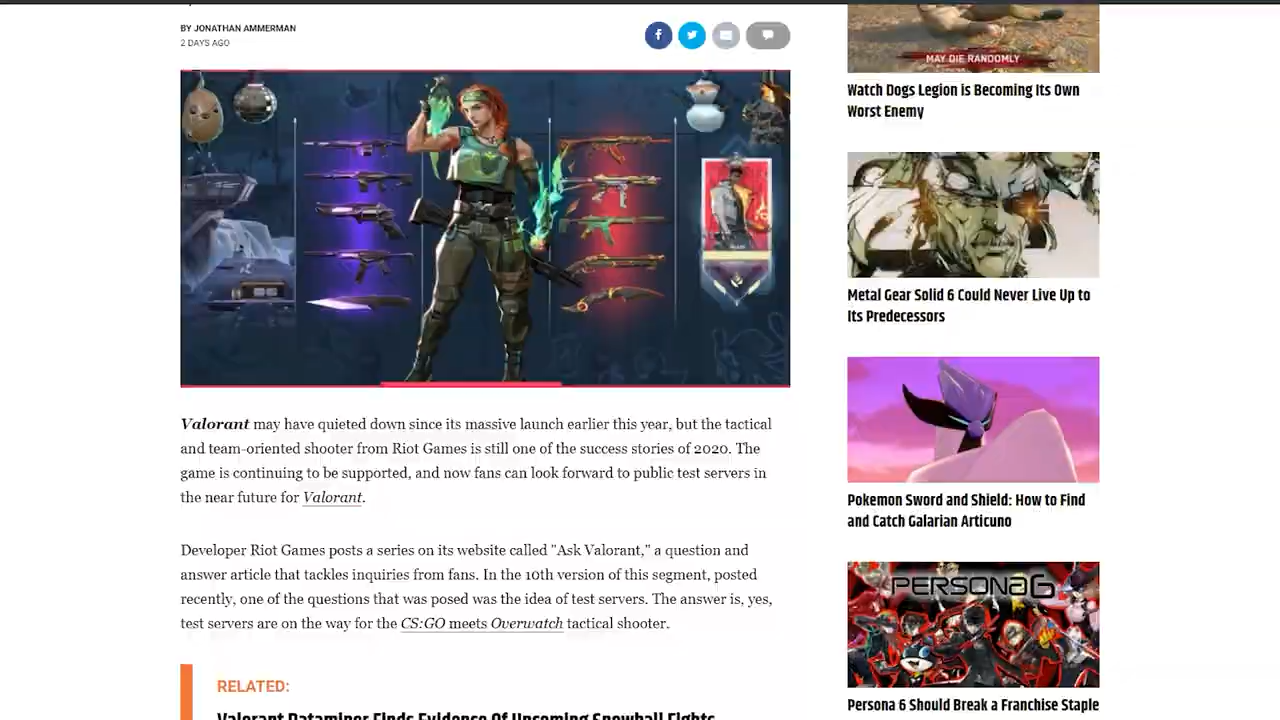 BY JONATHAN AMMERMAN
2 DAYS AGO
Valorant may have quieted down since its massive launch earlier this year, but the tactical
and team-oriented shooter from Riot Games is still one of the success stories of 2020. The
game is continuing to be supported, and now fans can look forward to public test servers in
the near future for Valorant.
Developer Riot Games posts a series on its website called "Ask Valorant," a question and
answer article that tackles inquiries from fans. In the 10th version of this segment, posted
recently, one of the questions that was posed was the idea of test servers. The answer is, yes,
test servers are on the way for the CS:GO meets Overwatch tactical shooter.
RELATED:
Valorant Dataminer Finds Evidence Of Upcoming Snowball Fights
MAY DIE RANDOMLY
Watch Dogs Legion is Becoming Its Own
Worst Enemy
Metal Gear Solid 6 Could Never Live Up to
Its Predecessors
Pokemon Sword and Shield: How to Find
and Catch Galarian Articuno
PERSONA6
Persona 6 Should Break a Franchise Staple